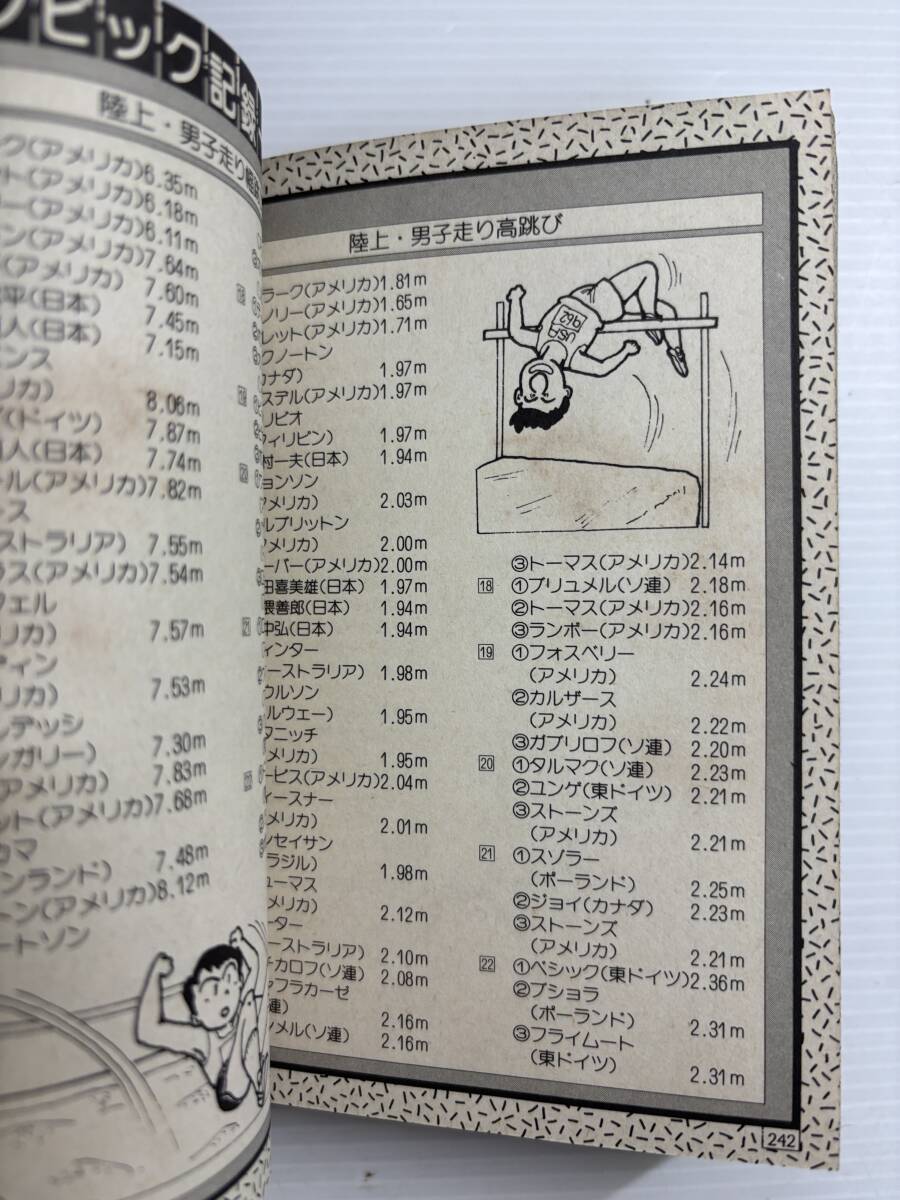 ピック記録
陸上・男子走り
ク(アメリカ)6.35m
ト(アメリカ)6.18m
リー(アメリカ)6.11m
ン(アメリカ)7.64m
(アメリカ) 7.60m
平(日本) 7.45m
人(日本) 7.15m
エンス
リカ) 8.06m
(ドイツ) 7.87m
人(日本) 7.74m
ール(アメリカ)7.82m
ース
ストラリア) 7.55m
ラス(アメリカ)7.54m
フェル
リカ) 7.57m
ディン
リカ) 7.53m
ルデッシ
ンガリー) 7.30m
アメリカ) 7.83m
ット(アメリカ)7.68m
カマ
ンランド) 7.48m
トン(アメリカ)8.12m
ートソン
陸上・男子走り高跳び
ラーク(アメリカ)1.81m
ノリー(アメリカ)1.65m
レット(アメリカ)1.71m
クノートン
カナダ) 1.97m
ステル(アメリカ)1.97m
リビオ
ィリピン) 1.97m
村一夫(日本) 1.94m
ョンソン
アメリカ) 2.03m
ルブリットン
アメリカ) 2.00m
ーバー(アメリカ)2.00m
田喜美雄(日本) 1.97m
隈善郎(日本) 1.94m
中弘(日本) 1.94m
ィンター
ーストラリア) 1.98m
ウルソン
ルウェー) 1.95m
タニッチ
メリカ) 1.95m
ービス(アメリカ)2.04m
ィースナー
メリカ) 2.01m
ンセイサン
ラジル) 1.98m
ューマス
メリカ) 2.12m
ーター
ーストラリア) 2.10m
チカロフ(ソ連) 2.08m
ァフラカーゼ
連) 2.16m
ュメル(ソ連) 2.16m
USA
962
③トーマス(アメリカ)2.14m
18 ①ブリュメル(ソ連) 2.18m
②トーマス(アメリカ)2.16m
③ランボー(アメリカ)2.16m
19 ①フォスベリー
(アメリカ) 2.24m
②カルザース
(アメリカ) 2.22m
③ガブリロフ(ソ連) 2.20m
20 ①タルマク(ソ連) 2.23m
②ユンゲ(東ドイツ) 2.21m
③ストーンズ
(アメリカ) 2.21m
21 ①スゾラー
(ポーランド) 2.25m
②ジョイ(カナダ) 2.23m
③ストーンズ
(アメリカ) 2.21m
22 ①ベシック(東ドイツ)2.36m
②ブショラ
(ポーランド) 2.31m
③フライムート
(東ドイツ) 2.31m
242